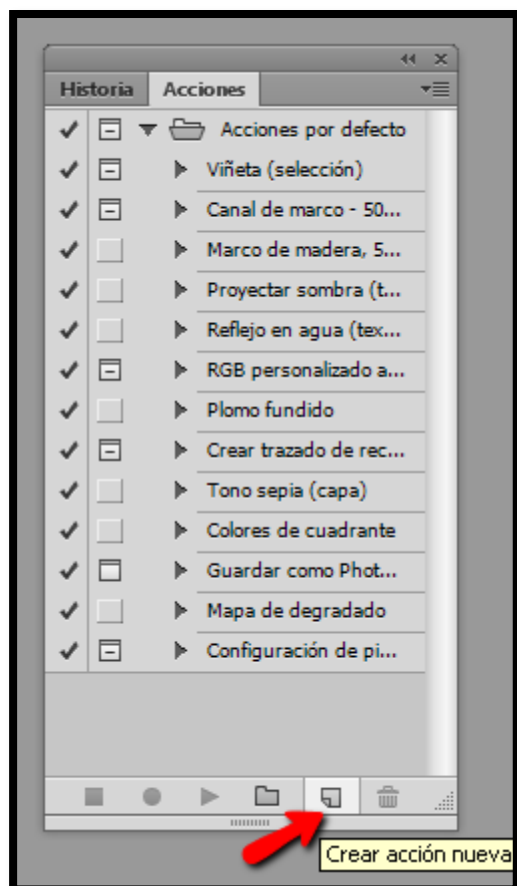 Historia Acciones
Acciones por defecto
Viñeta (selección)
Canal de marco - 50...
Marco de madera, 5...
Proyectar sombra (t...
Reflejo en agua (tex...
RGB personalizado a...
Plomo fundido
Crear trazado de rec...
Tono sepia (capa)
Colores de cuadrante
Guardar como Phot...
Mapa de degradado
Configuración de pi...
Crear acción nueva